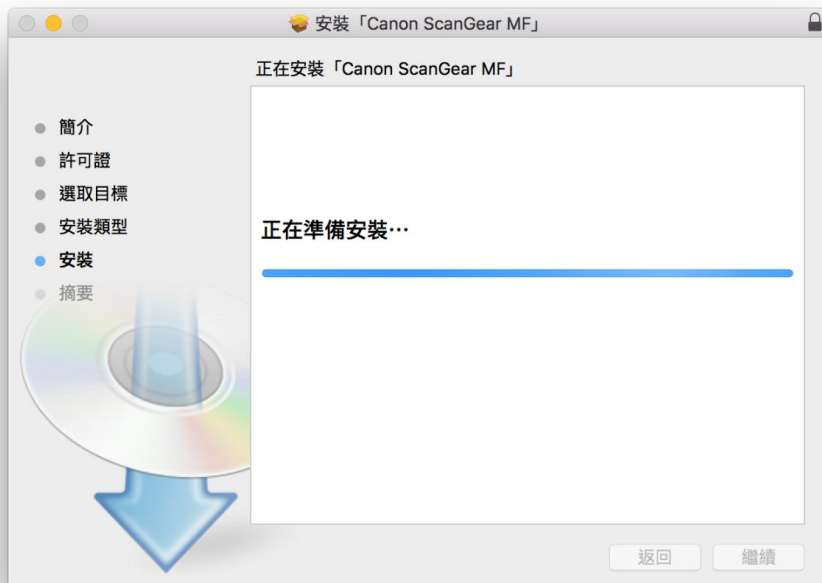 安裝「Canon ScanGear MF」
正在安裝「Canon ScanGear MF」
簡介
許可證
選取目標
安裝類型
安裝
摘要
正在準備安裝⋯
返回
繼續